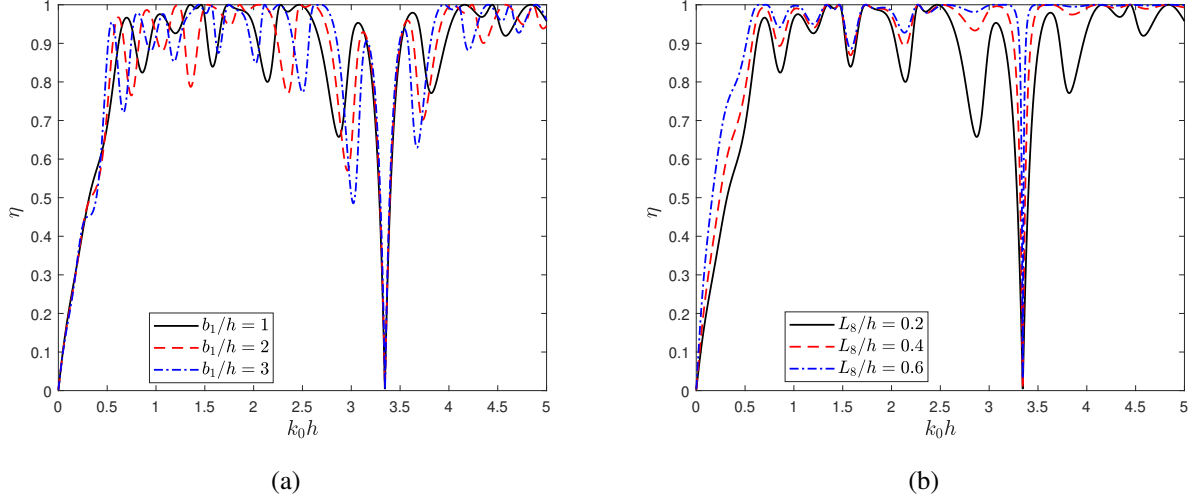 1
0.9
0.8
0.7
0.6
0.5
0.4
0.3
0.2
0.1
0
η
b₁/h = 1
b₁/h = 2
b₁/h = 3
0 0.5 1 1.5 2 2.5 3 3.5 4 4.5 5
k₀h
(a)
1
0.9
0.8
0.7
0.6
0.5
0.4
0.3
0.2
0.1
0
η
L₈/h = 0.2
L₈/h = 0.4
L₈/h = 0.6
0 0.5 1 1.5 2 2.5 3 3.5 4 4.5 5
k₀h
(b)